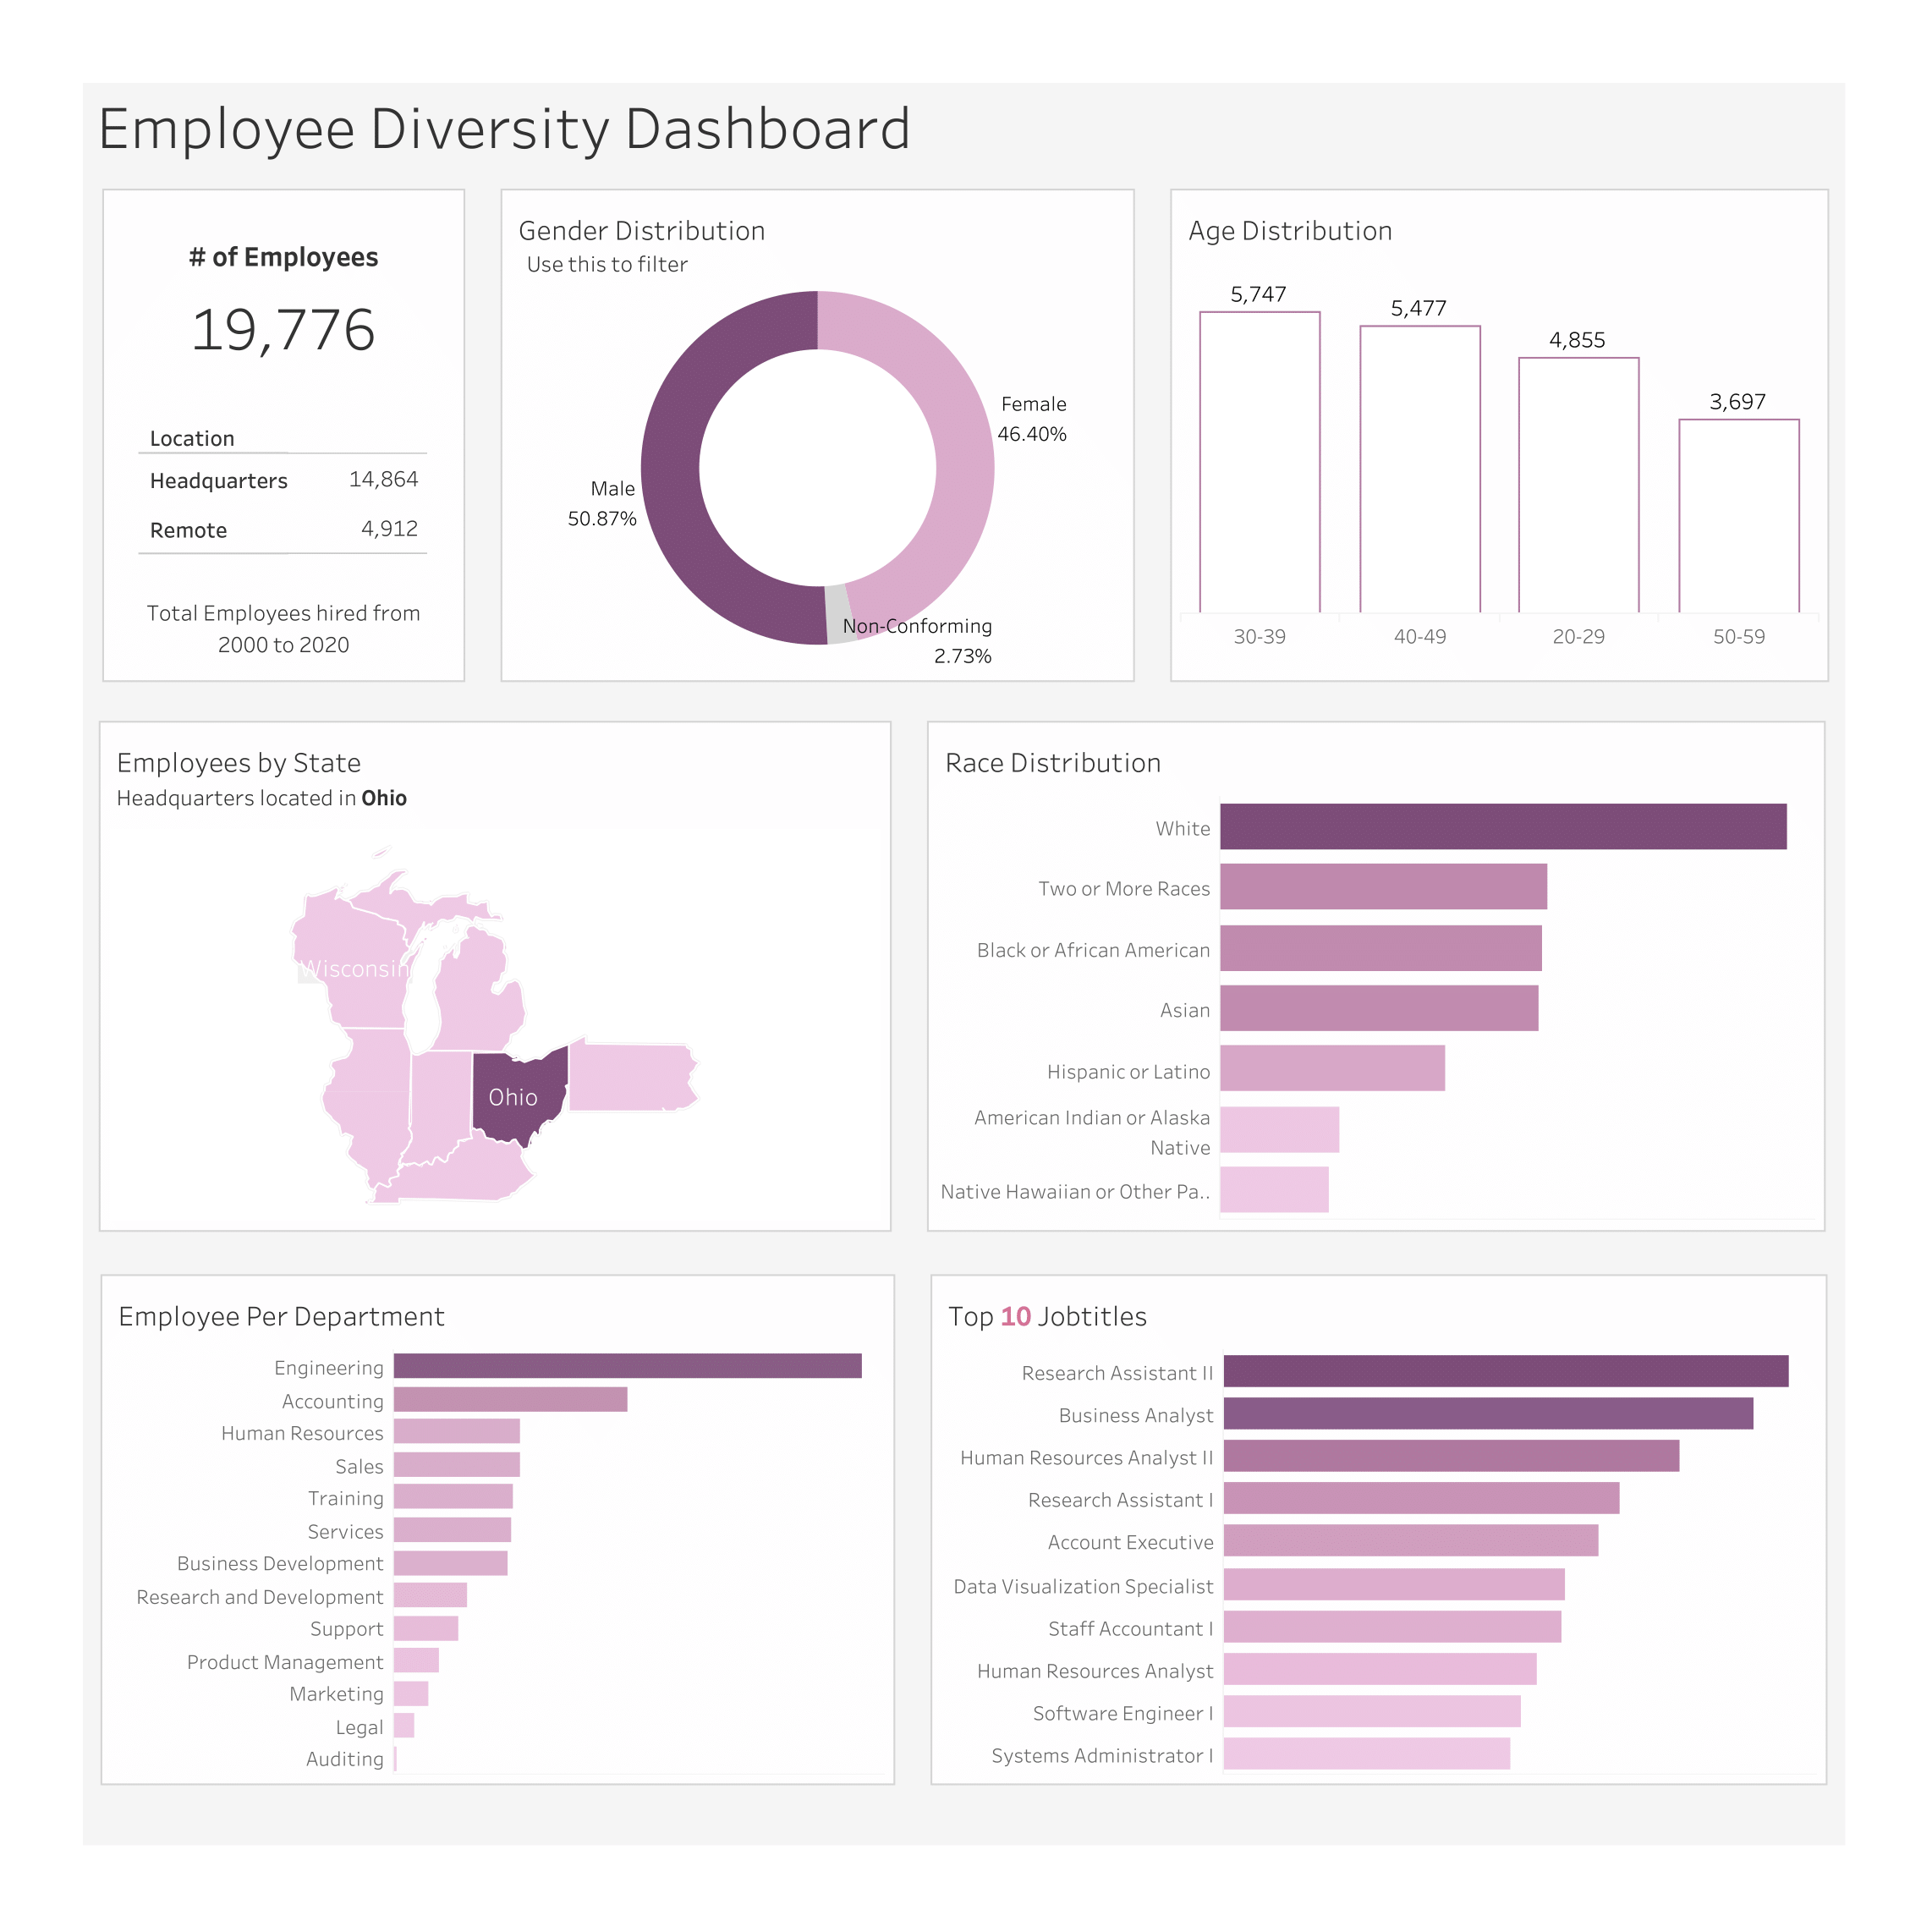 Employee Diversity Dashboard
# of Employees
19,776
Location
Headquarters 14,864
Remote 4,912
Total Employees hired from
2000 to 2020
Gender Distribution
Use this to filter
Female
46.40%
Male
50.87%
Non-Conforming
2.73%
Age Distribution
5,747
5,477
4,855
3,697
30-39 40-49 20-29 50-59
Employees by State
Headquarters located in Ohio
Wisconsin
Ohio
Race Distribution
White
Two or More Races
Black or African American
Asian
Hispanic or Latino
American Indian or Alaska
Native
Native Hawaiian or Other Pa..
Employee Per Department
Engineering
Accounting
Human Resources
Sales
Training
Services
Business Development
Research and Development
Support
Product Management
Marketing
Legal
Auditing
Top 10 Jobtitles
Research Assistant II
Business Analyst
Human Resources Analyst II
Research Assistant I
Account Executive
Data Visualization Specialist
Staff Accountant I
Human Resources Analyst
Software Engineer I
Systems Administrator I